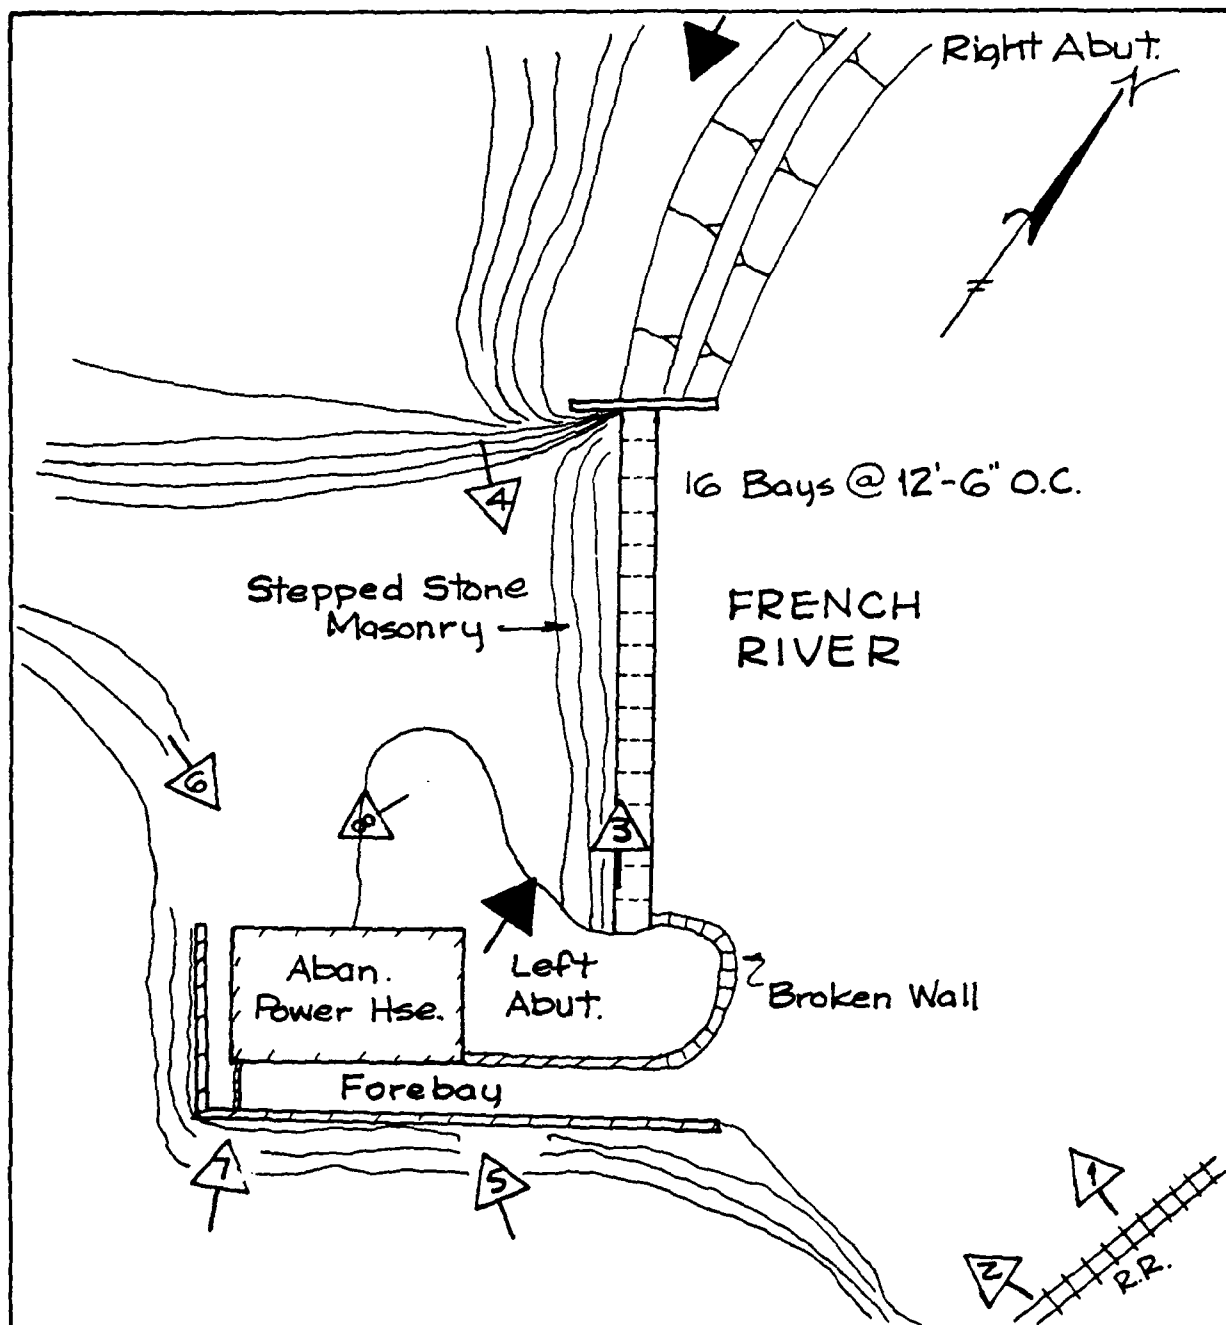 Right Abut.
N
16 Bays @ 12'-6" O.C.
4
Stepped Stone
Masonry
FRENCH
RIVER
6
8
3
Aban.
Power Hse.
Left
Abut.
Broken Wall
Forebay
7
5
1
2
R.R.